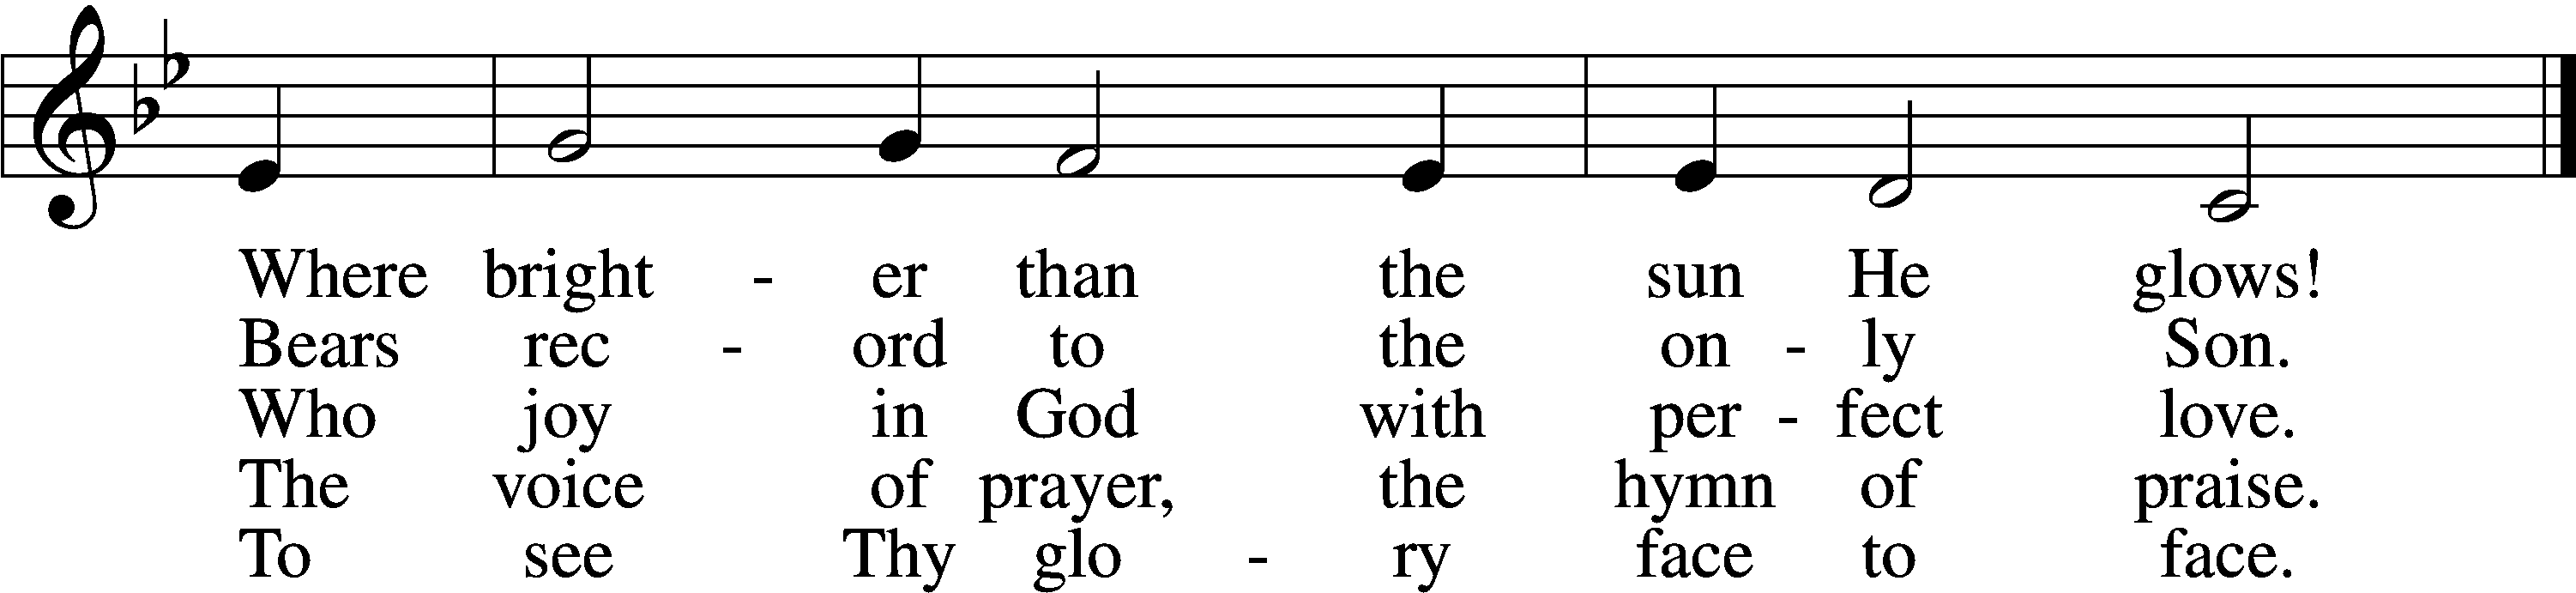 Where bright - er than the sun He glows!
Bears rec - ord to the on - ly Son.
Who joy in God with per - fect love.
The voice of prayer, the hymn of praise.
To see Thy glo - ry face to face.